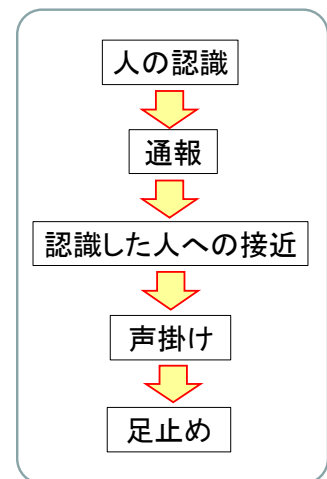 人の認識
通報
認識した人への接近
声掛け
足止め